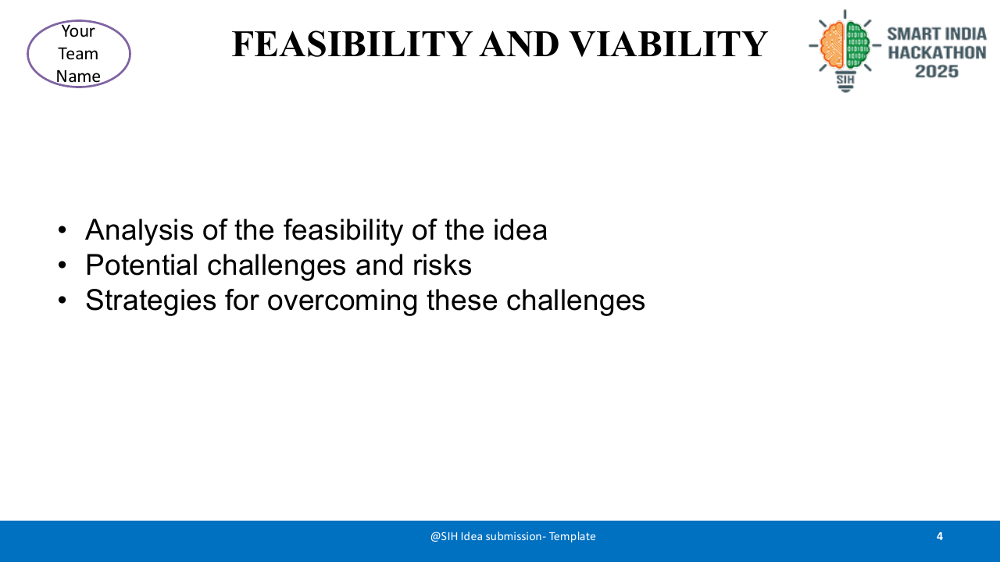 Your
Team
Name
FEASIBILITY AND VIABILITY
SIH
SMART INDIA
HACKATHON
2025
• Analysis of the feasibility of the idea
• Potential challenges and risks
• Strategies for overcoming these challenges
@SIH Idea submission- Template
4